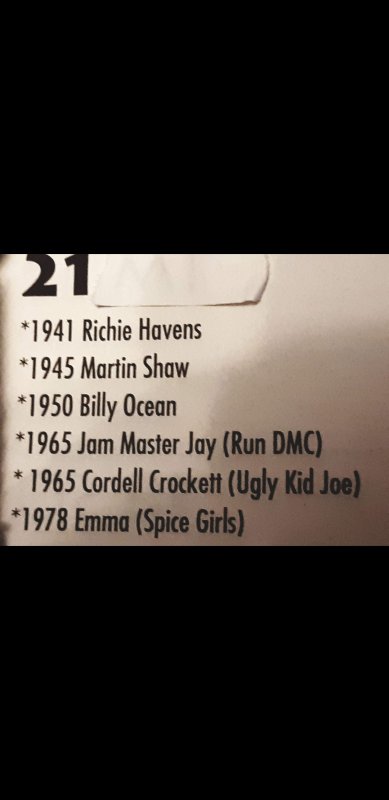 21
*1941 Richie Havens
*1945 Martin Shaw
*1950 Billy Ocean
*1965 Jam Master Jay (Run DMC)
* 1965 Cordell Crockett (Ugly Kid Joe)
*1978 Emma (Spice Girls)